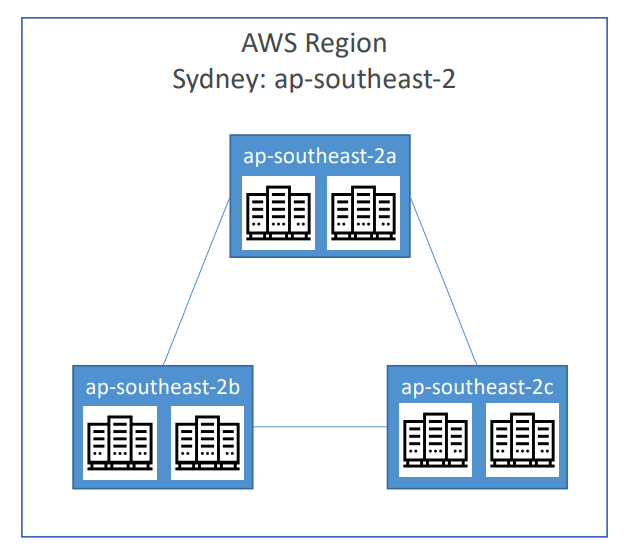 AWS Region
Sydney: ap-southeast-2
ap-southeast-2a
ap-southeast-2b
ap-southeast-2c